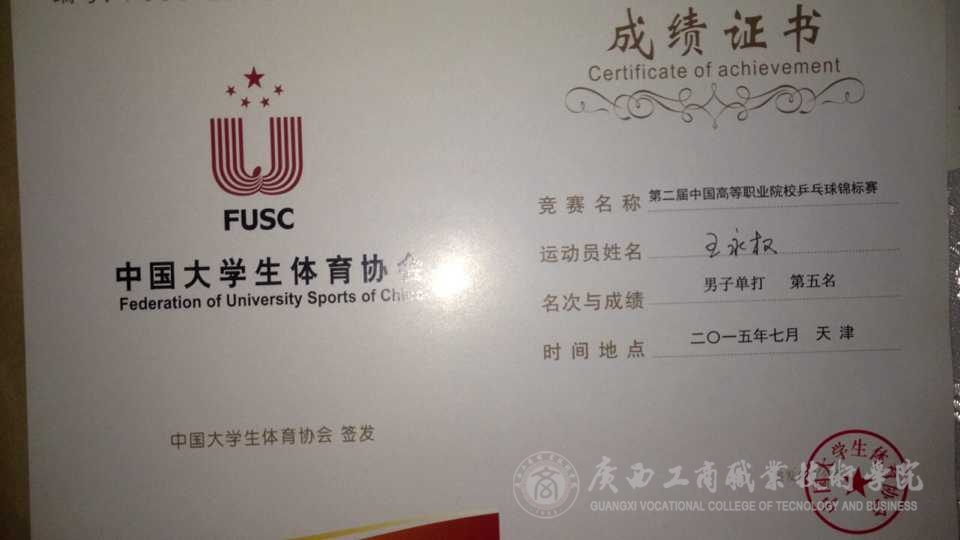 FUSC
中国大学生体育协会
Federation of University Sports of China
中国大学生体育协会 签发
成绩证书
Certificate of achievement
竞赛名称 第二届中国高等职业院校乒乓球锦标赛
运动员姓名 王永权
名次与成绩 男子单打 第五名
时间地点 二〇一五年七月 天津
广西工商職業技術學院
GUANGXI VOCATIONAL COLLEGE OF TECNOLOGY AND BUSINESS